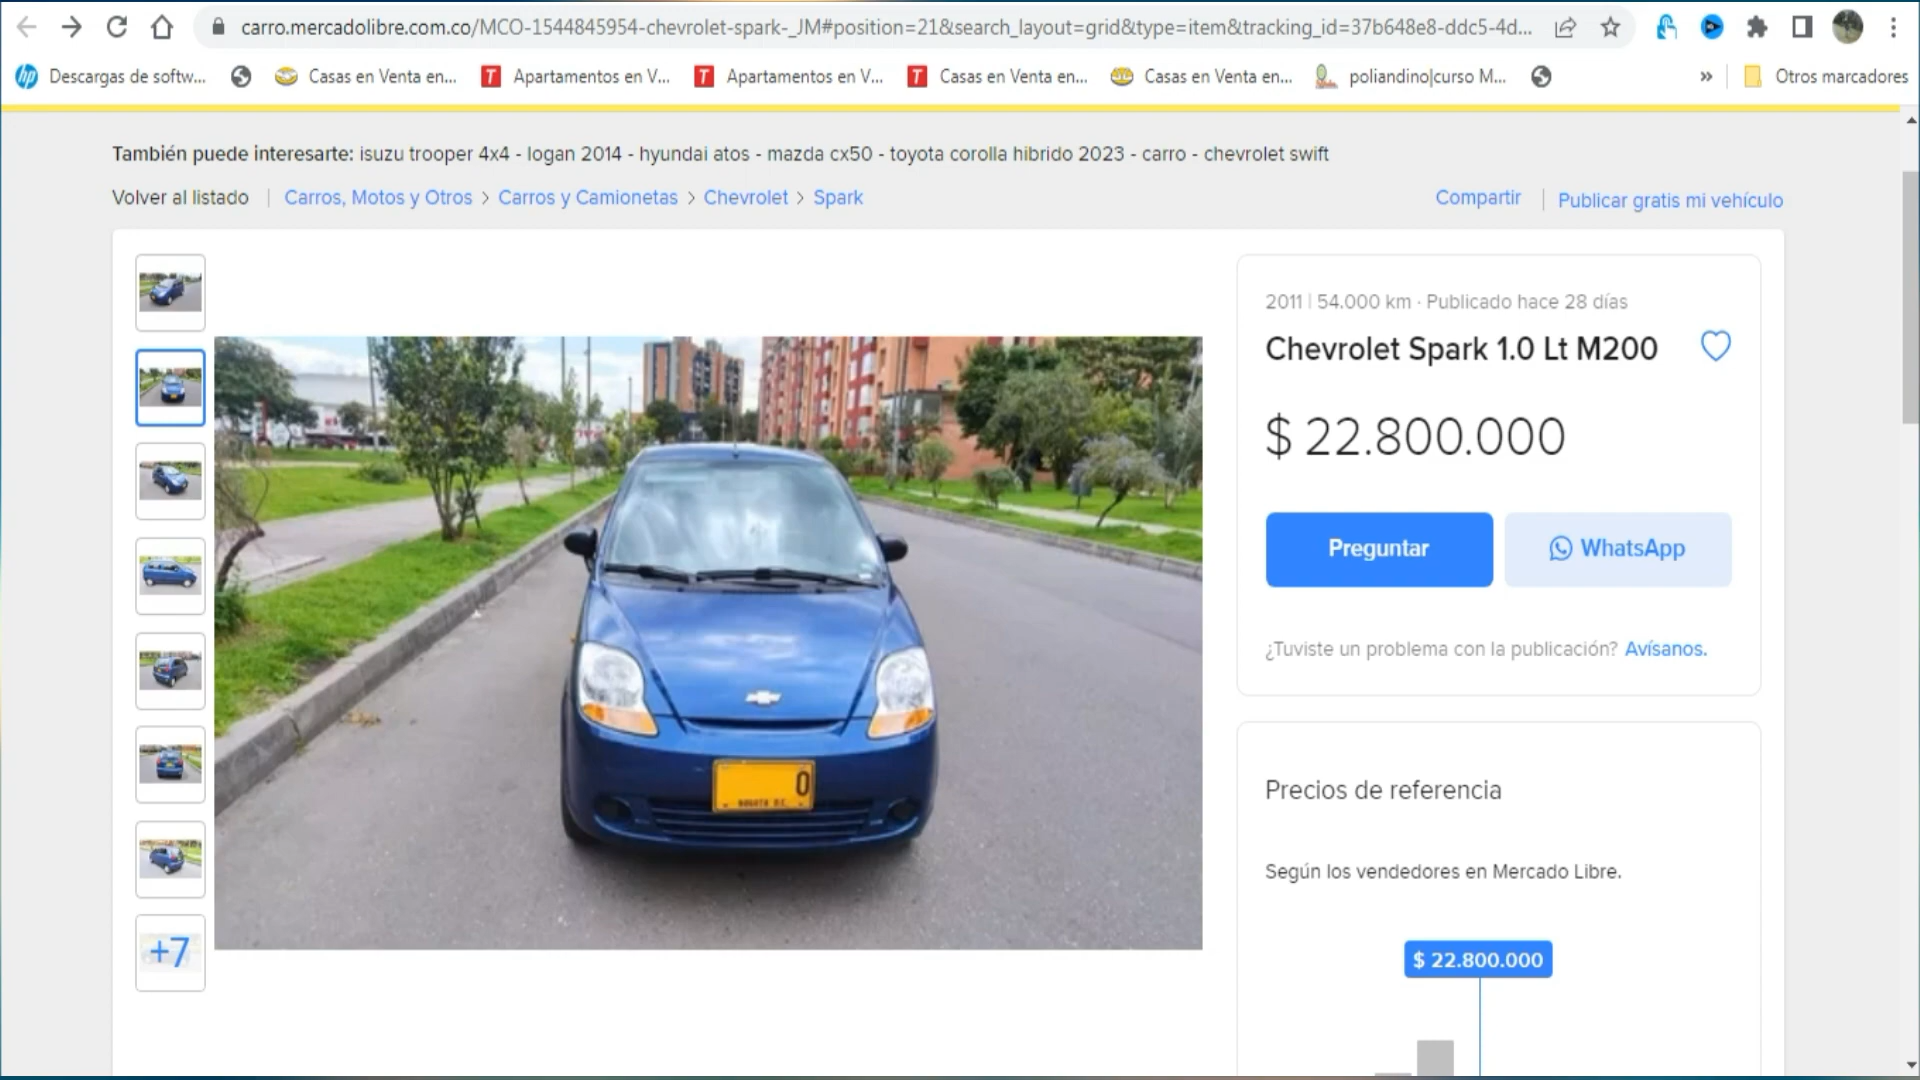 carro.mercadolibre.com.co/MCO-1544845954-chevrolet-spark-_JM#position=21&search_layout=grid&type=item&tracking_id=37b648e8-ddc5-4d...
Descargas de softw... Casas en Venta en... Apartamentos en V... Apartamentos en V... Casas en Venta en... Casas en Venta en... poliandino|curso M... » Otros marcadores
También puede interesarte: isuzu trooper 4x4 - logan 2014 - hyundai atos - mazda cx50 - toyota corolla hibrido 2023 - carro - chevrolet swift
Volver al listado | Carros, Motos y Otros > Carros y Camionetas > Chevrolet > Spark Compartir | Publicar gratis mi vehículo
2011 | 54.000 km · Publicado hace 28 días
Chevrolet Spark 1.0 Lt M200
$ 22.800.000
Preguntar WhatsApp
¿Tuviste un problema con la publicación? Avísanos.
0
BOGOTA D.C.
Precios de referencia
Según los vendedores en Mercado Libre.
+7
$ 22.800.000